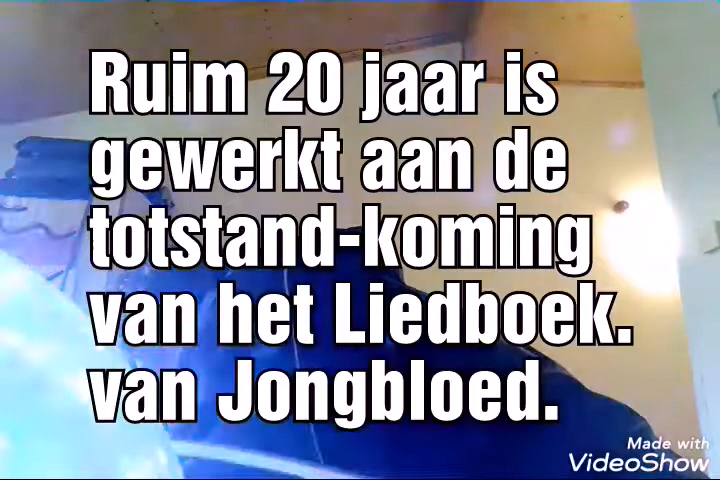 Ruim 20 jaar is
gewerkt aan de
totstand-koming
van het Liedboek.
van Jongbloed.
Made with
VideoShow